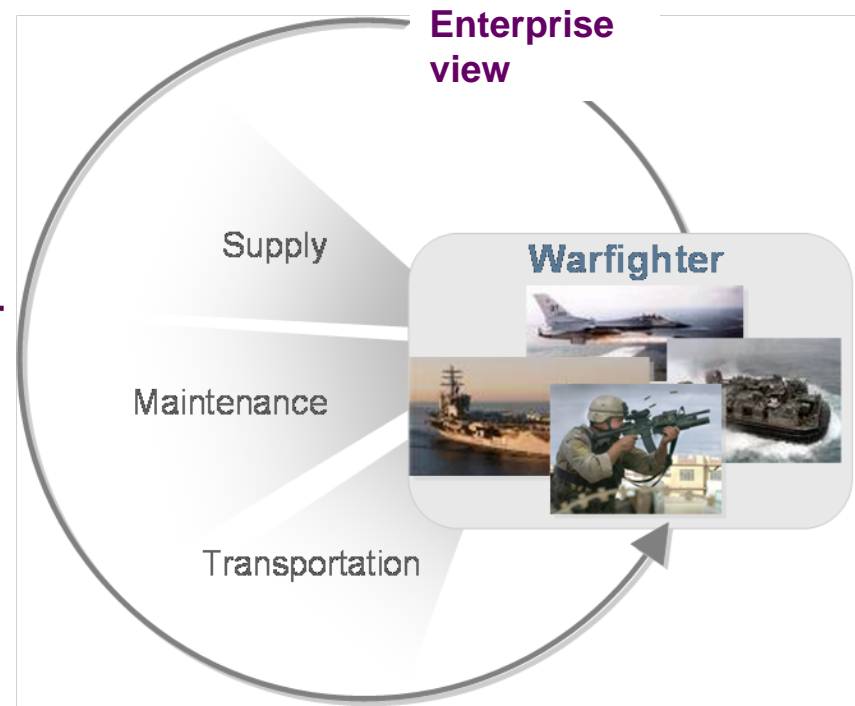 Enterprise
view
Supply
Warfighter
Maintenance
Transportation